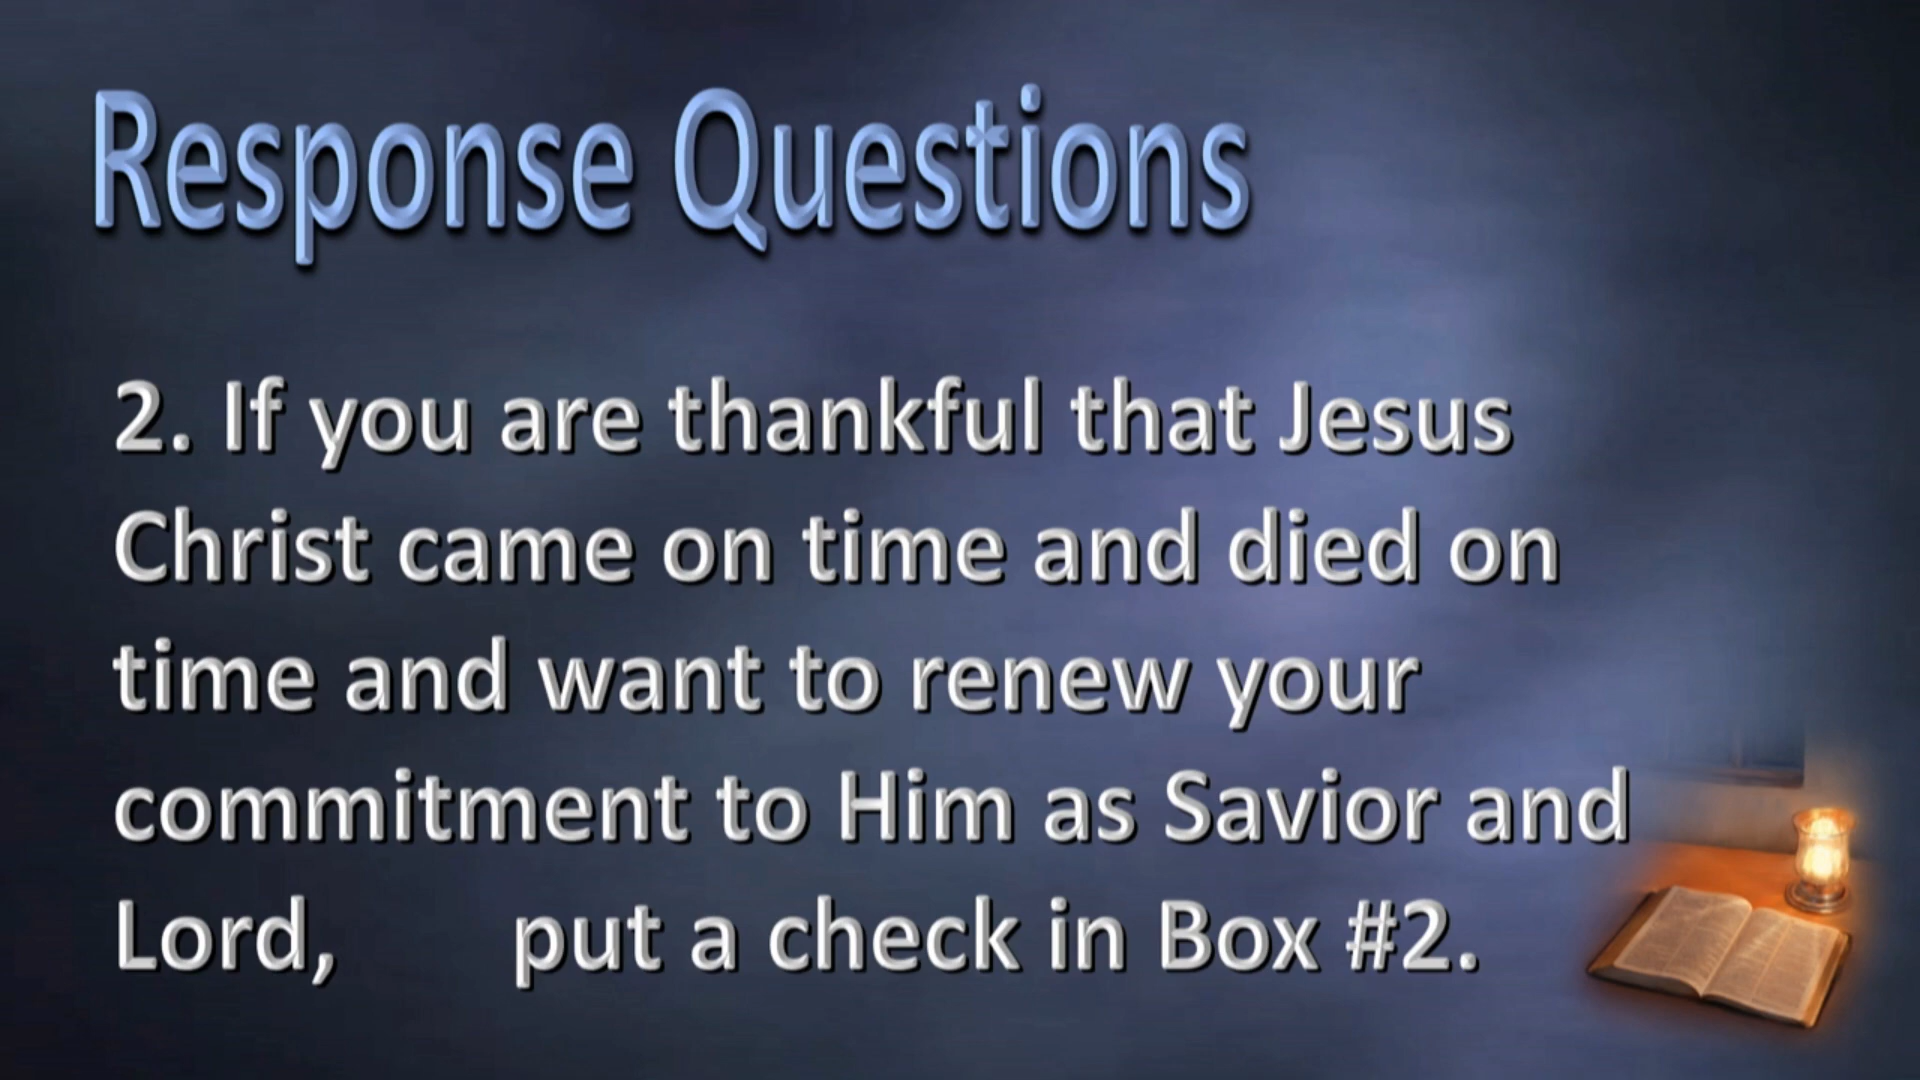 Response Questions
2. If you are thankful that Jesus
Christ came on time and died on
time and want to renew your
commitment to Him as Savior and
Lord, put a check in Box #2.